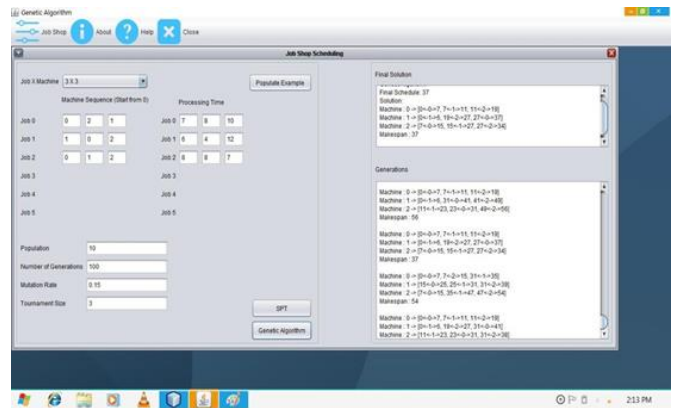 Genetic Algorithm
Job Shop About Help Close
Job Shop Scheduling
Job X Machine 3 X 3 Populate Example
Machine Sequence (Start from 0) Processing Time
Job 0 0 2 1 Job 0 7 8 10
Job 1 1 0 2 Job 1 6 4 12
Job 2 0 1 2 Job 2 8 8 7
Job 3 Job 3
Job 4 Job 4
Job 5 Job 5
Population 10
Number of Generations 100
Mutation Rate 0.15
Tournament Size 3
SPT
Genetic Algorithm
Final Solution
Final Schedule: 37
Solution:
Machine : 0 -> [0<-0->7, 7<-1->11, 11<-2->19]
Machine : 1 -> [0<-1->6, 19<-2->27, 27<-0->37]
Machine : 2 -> [7<-0->15, 15<-1->27, 27<-2->34]
Makespan : 37
Generations
Machine : 0 -> [0<-0->7, 7<-1->11, 11<-2->19]
Machine : 1 -> [0<-1->6, 31<-0->41, 41<-2->49]
Machine : 2 -> [11<-1->23, 23<-0->31, 49<-2->56]
Makespan : 56
Machine : 0 -> [0<-0->7, 7<-1->11, 11<-2->19]
Machine : 1 -> [0<-1->6, 19<-2->27, 27<-0->37]
Machine : 2 -> [7<-0->15, 15<-1->27, 27<-2->34]
Makespan : 37
Machine : 0 -> [0<-0->7, 7<-2->15, 31<-1->35]
Machine : 1 -> [15<-0->25, 25<-1->31, 31<-2->39]
Machine : 2 -> [7<-0->15, 35<-1->47, 47<-2->54]
Makespan : 54
Machine : 0 -> [0<-0->7, 7<-1->11, 11<-2->19]
Machine : 1 -> [0<-1->6, 19<-2->27, 31<-0->41]
Machine : 2 -> [11<-1->23, 23<-0->31, 31<-2->38]
2:13 PM